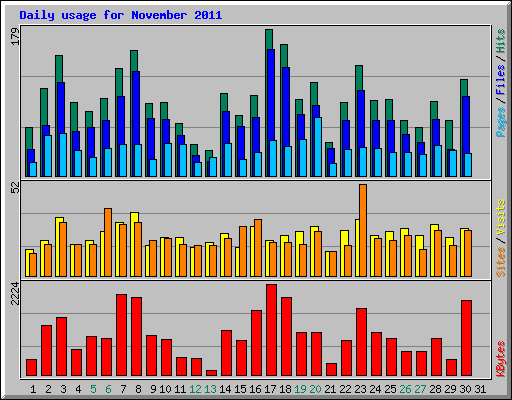 Daily usage for November 2011
179
Pages / Files / Hits
52
Sites / Visits
2224
KBytes
1 2 3 4 5 6 7 8 9 10 11 12 13 14 15 16 17 18 19 20 21 22 23 24 25 26 27 28 29 30 31